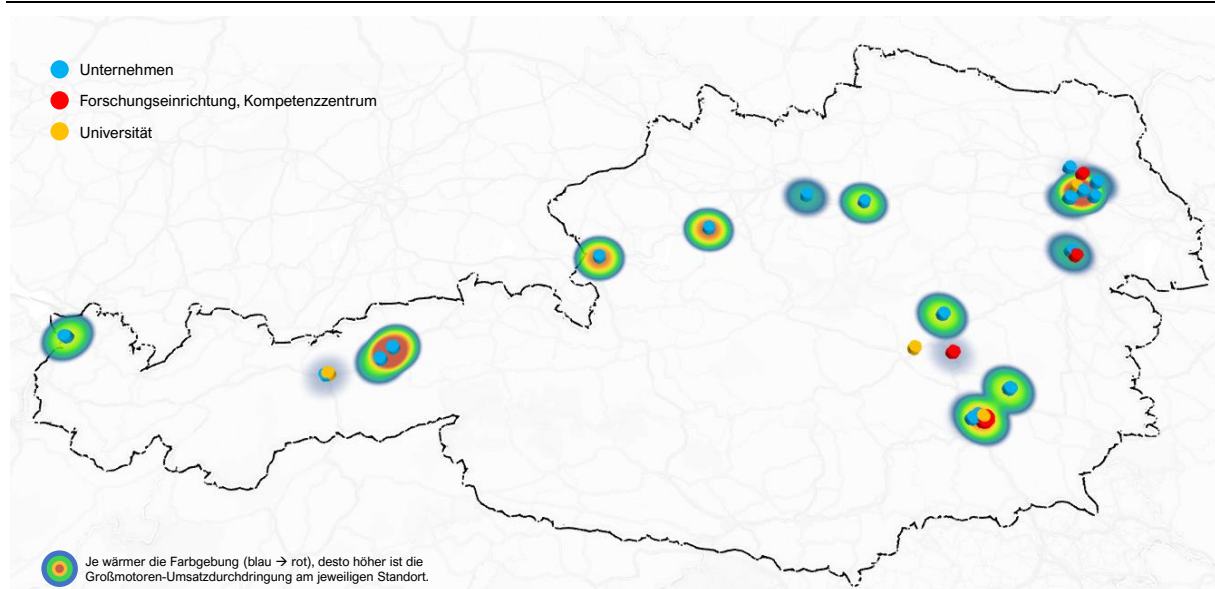 Unternehmen
Forschungseinrichtung, Kompetenzzentrum
Universität
Je wärmer die Farbgebung (blau → rot), desto höher ist die
Großmotoren-Umsatzdurchdringung am jeweiligen Standort.